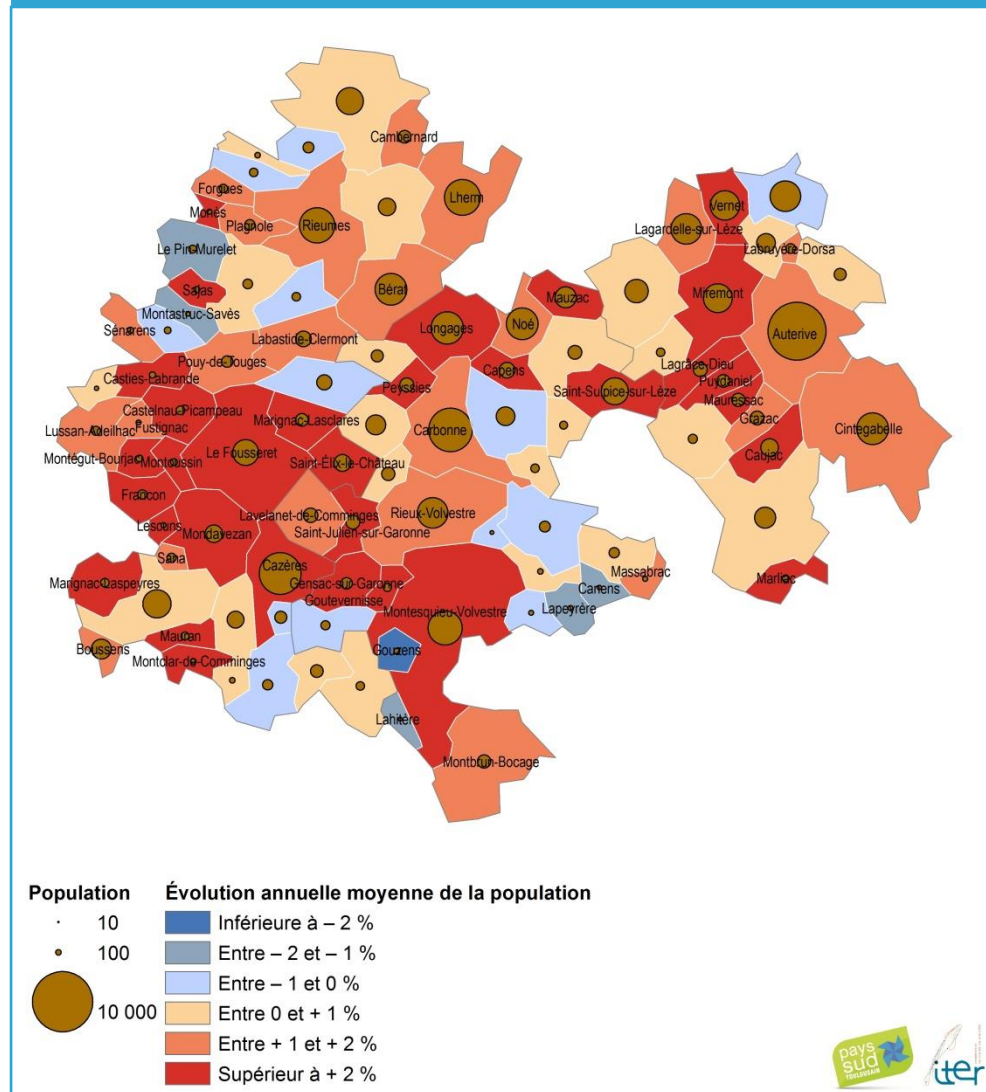 Cambernard
Lherm
Forgues
Monès
Plagnole
Rieumes
Vernet
Lagardelle-sur-Lèze
Labruyère-Dorsa
Le Pin-Murelet
Sajas
Bérat
Mauzac
Miremont
Montastruc-Savès
Sénarens
Longages
Noé
Auterive
Labastide-Clermont
Pouy-de-Touges
Lagrâce-Dieu
Capens
Casties-Labrande
Peyssies
Saint-Sulpice-sur-Lèze
Puydaniel
Mauressac
Castelnau-Picampeau
Marignac-Lasclares
Grazac
Pustignac
Lussan-Adeilhac
Carbonne
Cintegabelle
Le Fousseret
Caujac
Montégut-Bourjac
Montoussin
Saint-Élix-le-Château
Francon
Lavelanet-de-Comminges
Rieux-Volvestre
Lescuns
Mondavezan
Saint-Julien-sur-Garonne
Sana
Cazères
Massabrac
Marignac-Laspeyres
Gensac-sur-Garonne
Canens
Marliac
Goutevernisse
Lapeyrère
Montesquieu-Volvestre
Mauran
Boussens
Gouzens
Montclar-de-Comminges
Lahitère
Montbrun-Bocage
Population
10
100
10 000
Évolution annuelle moyenne de la population
Inférieure à – 2 %
Entre – 2 et – 1 %
Entre – 1 et 0 %
Entre 0 et + 1 %
Entre + 1 et + 2 %
Supérieur à + 2 %
pays
sud
TOULOUSAIN
iter